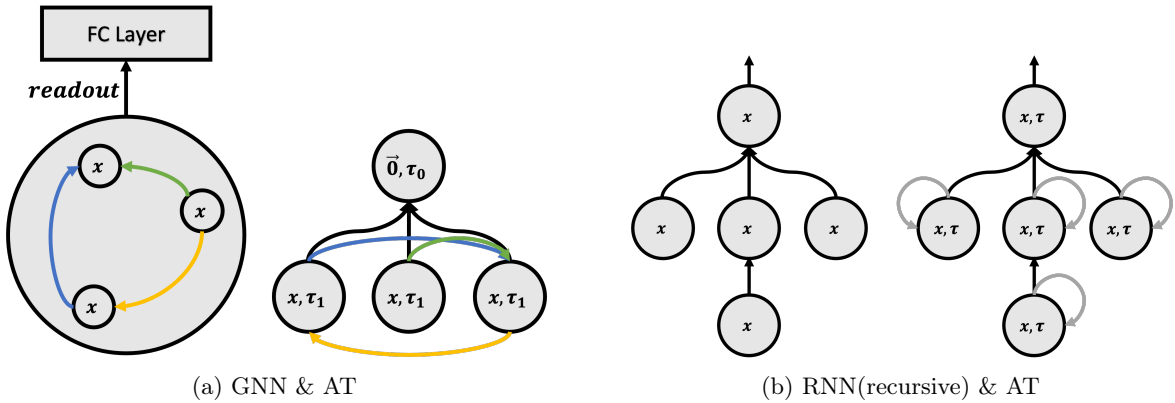 FC Layer
readout
x
x
x
0⃗, τ₀
x, τ₁
x, τ₁
x, τ₁
(a) GNN & AT
x
x
x
x
x
x, τ
x, τ
x, τ
x, τ
x, τ
(b) RNN(recursive) & AT